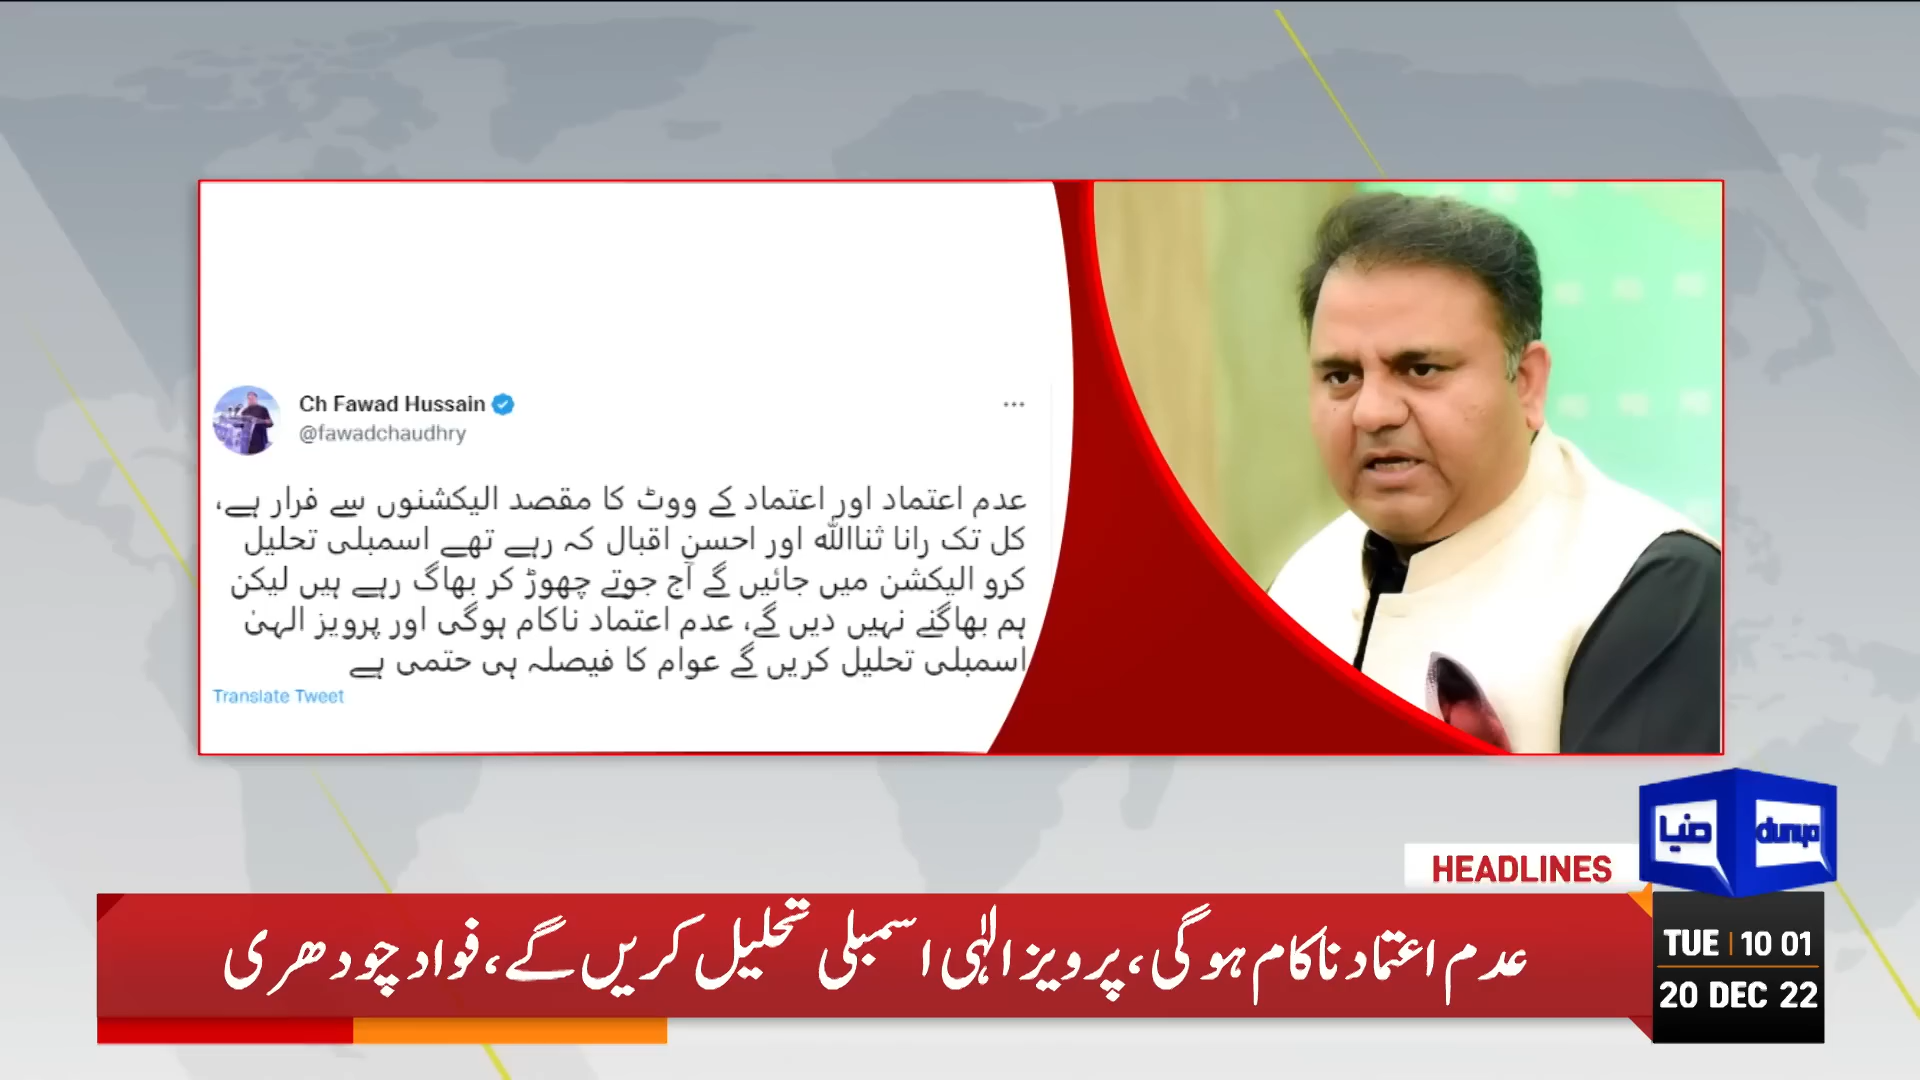 Ch Fawad Hussain
@fawadchaudhry
عدم اعتماد اور اعتماد کے ووٹ کا مقصد الیکشنوں سے فرار ہے،
کل تک رانا ثنااللہ اور احسن اقبال کہ رہے تھے اسمبلی تحلیل
کرو الیکشن میں جائیں گے آج جوتے چھوڑ کر بھاگ رہے ہیں لیکن
ہم بھاگنے نہیں دیں گے، عدم اعتماد ناکام ہوگی اور پرویز الہیٰ
اسمبلی تحلیل کریں گے عوام کا فیصلہ ہی حتمی ہے
Translate Tweet
دنیا
dunya
HEADLINES
عدم اعتماد ناکام ہوگی، پرویز الٰہی اسمبلی تحلیل کریں گے، فواد چودھری
TUE | 10 01
20 DEC 22